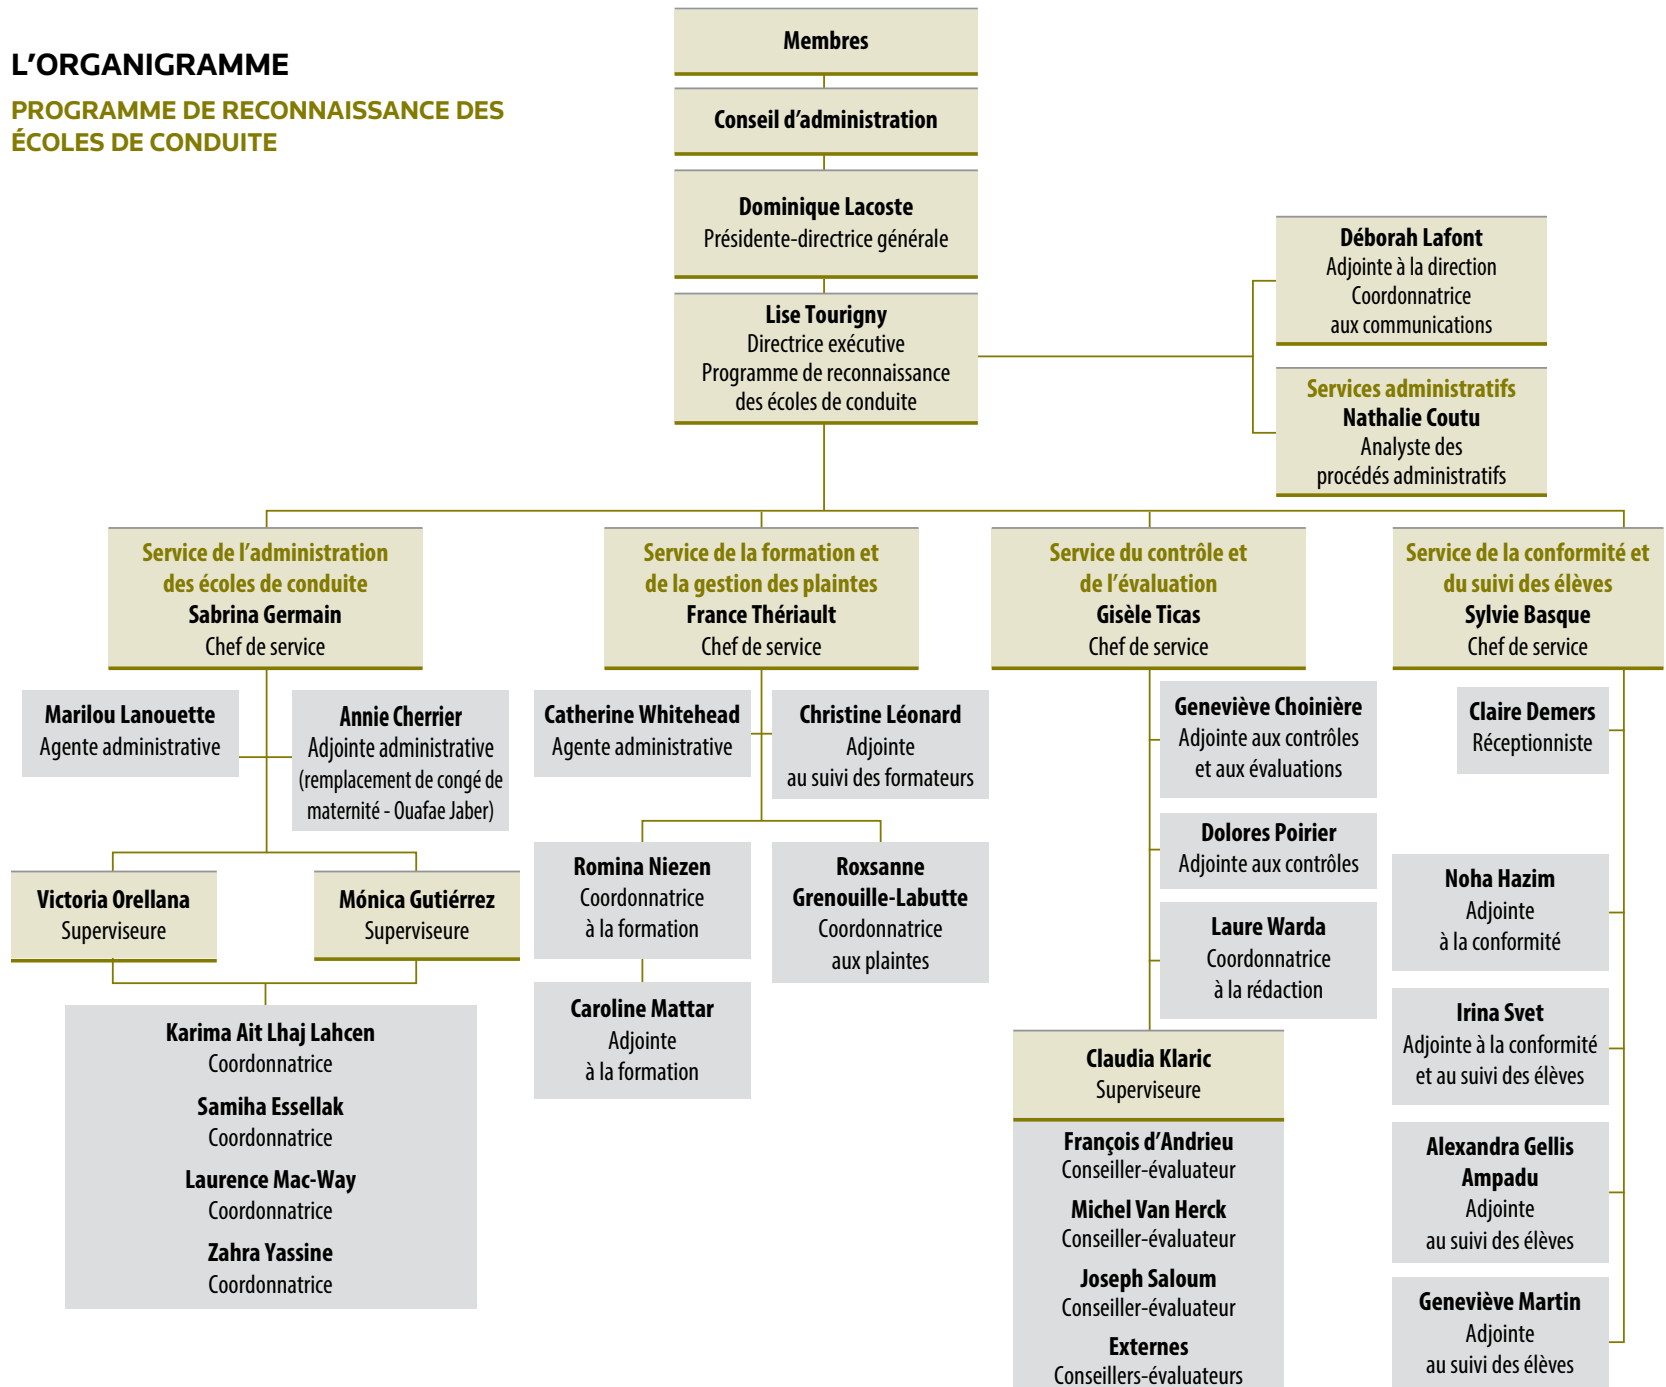 L'ORGANIGRAMME
PROGRAMME DE RECONNAISSANCE DES
ÉCOLES DE CONDUITE
Membres
Conseil d'administration
Dominique Lacoste
Présidente-directrice générale
Lise Tourigny
Directrice exécutive
Programme de reconnaissance
des écoles de conduite
Déborah Lafont
Adjointe à la direction
Coordonnatrice
aux communications
Services administratifs
Nathalie Coutu
Analyste des
procédés administratifs
Service de l'administration
des écoles de conduite
Sabrina Germain
Chef de service
Marilou Lanouette
Agente administrative
Annie Cherrier
Adjointe administrative
(remplacement de congé de
maternité - Ouafae Jaber)
Victoria Orellana
Superviseure
Mónica Gutiérrez
Superviseure
Karima Ait Lhaj Lahcen
Coordonnatrice
Samiha Essellak
Coordonnatrice
Laurence Mac-Way
Coordonnatrice
Zahra Yassine
Coordonnatrice
Service de la formation et
de la gestion des plaintes
France Thériault
Chef de service
Catherine Whitehead
Agente administrative
Christine Léonard
Adjointe
au suivi des formateurs
Romina Niezen
Coordonnatrice
à la formation
Roxsanne
Grenouille-Labutte
Coordonnatrice
aux plaintes
Caroline Mattar
Adjointe
à la formation
Service du contrôle et
de l'évaluation
Gisèle Ticas
Chef de service
Geneviève Choinière
Adjointe aux contrôles
et aux évaluations
Dolores Poirier
Adjointe aux contrôles
Laure Warda
Coordonnatrice
à la rédaction
Claudia Klaric
Superviseure
François d'Andrieu
Conseiller-évaluateur
Michel Van Herck
Conseiller-évaluateur
Joseph Saloum
Conseiller-évaluateur
Externes
Conseillers-évaluateurs
Service de la conformité et
du suivi des élèves
Sylvie Basque
Chef de service
Claire Demers
Réceptionniste
Noha Hazim
Adjointe
à la conformité
Irina Svet
Adjointe à la conformité
et au suivi des élèves
Alexandra Gellis
Ampadu
Adjointe
au suivi des élèves
Geneviève Martin
Adjointe
au suivi des élèves